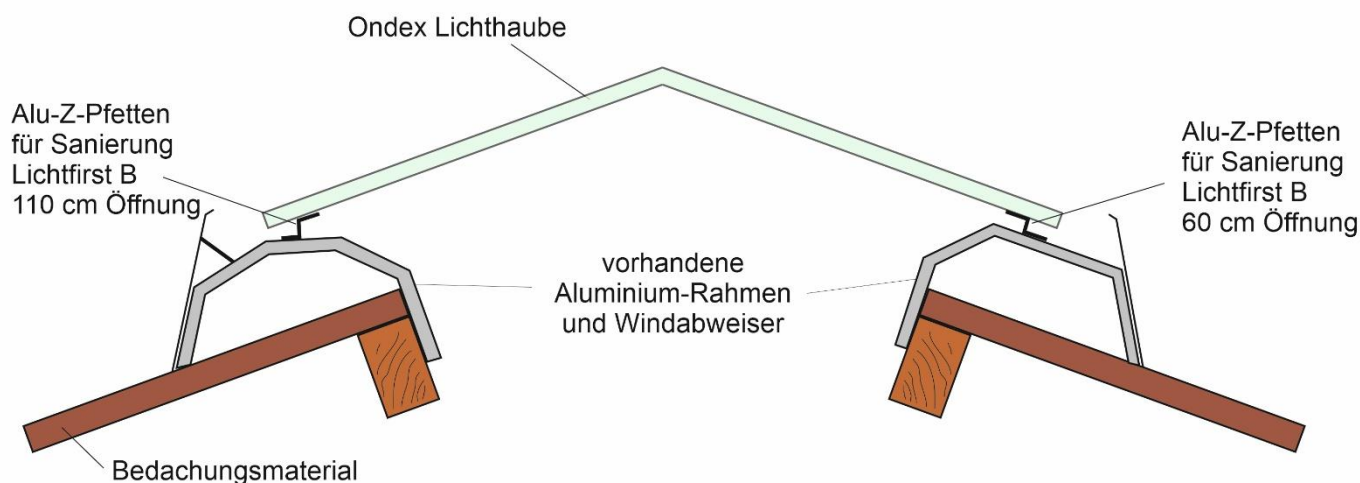 Ondex Lichthaube
Alu-Z-Pfetten
für Sanierung
Lichtfirst B
110 cm Öffnung
Alu-Z-Pfetten
für Sanierung
Lichtfirst B
60 cm Öffnung
vorhandene
Aluminium-Rahmen
und Windabweiser
Bedachungsmaterial